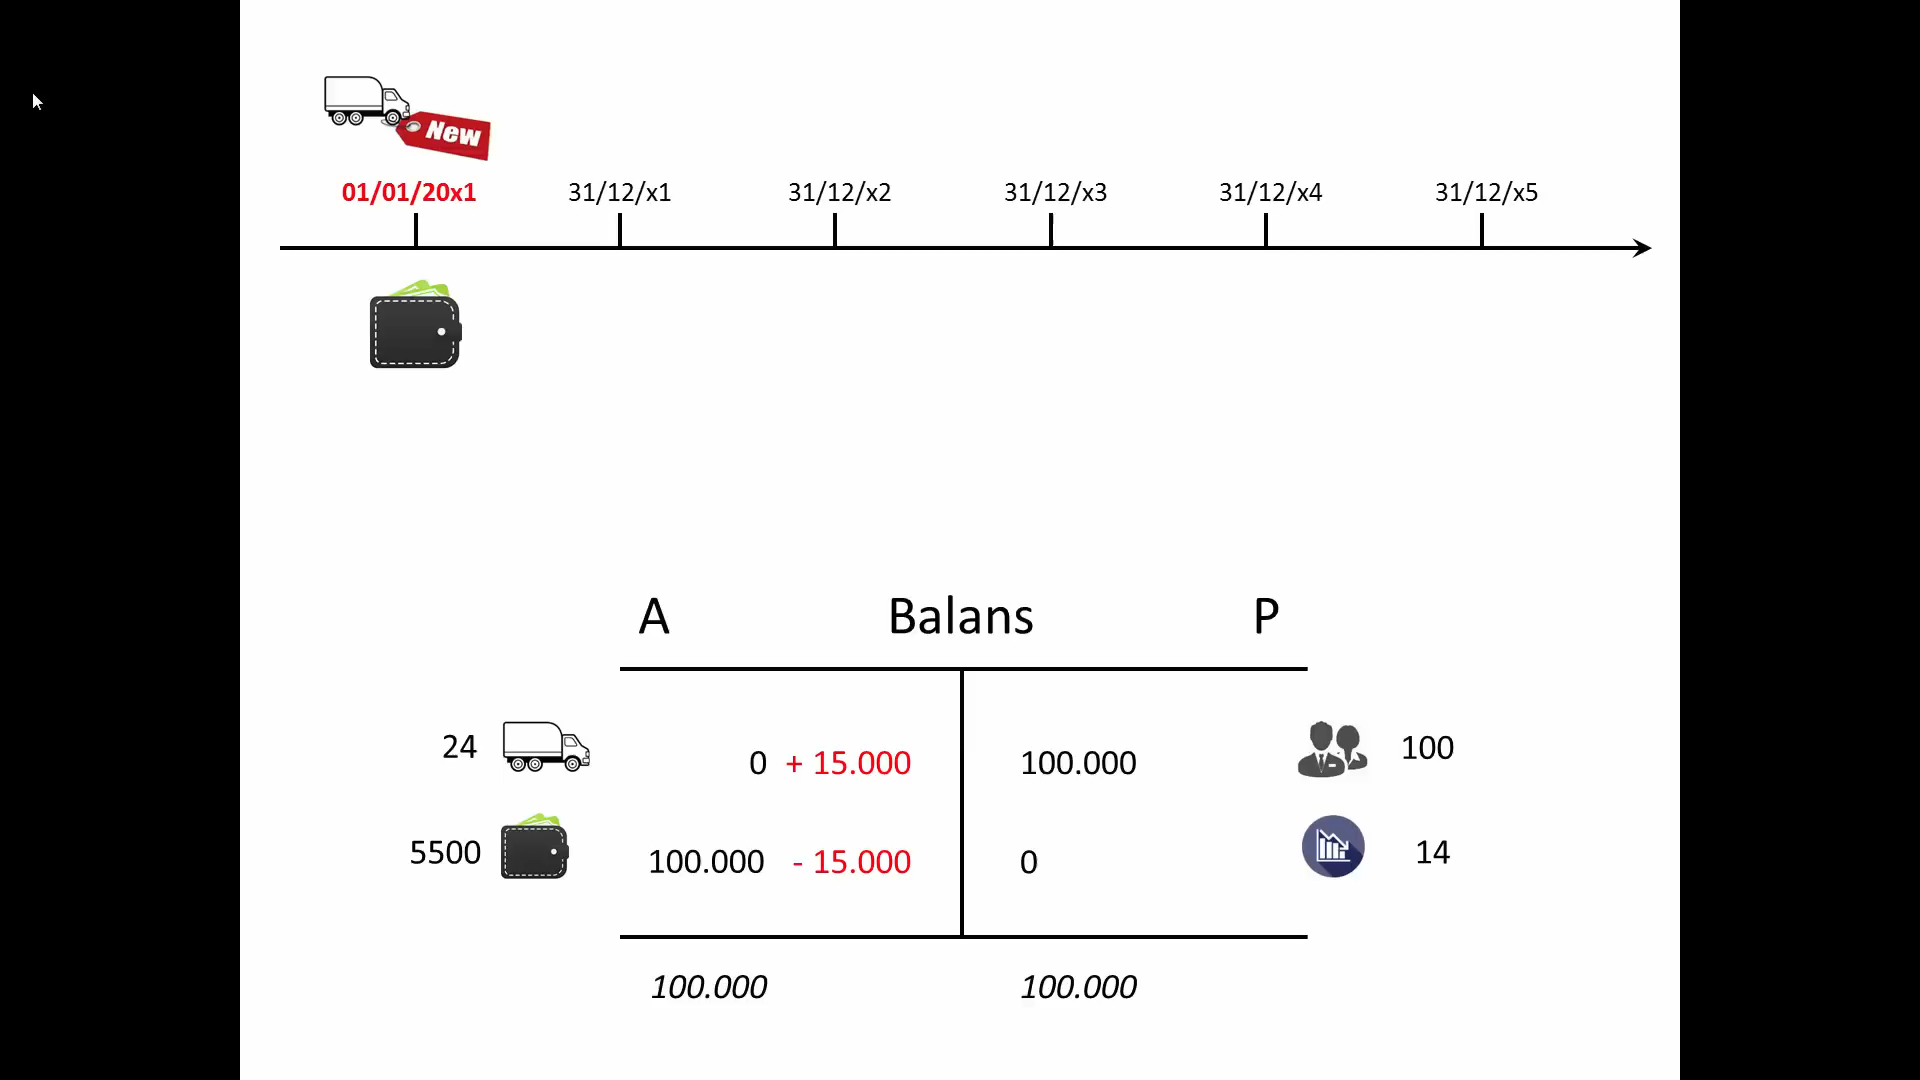 New
01/01/20x1 31/12/x1 31/12/x2 31/12/x3 31/12/x4 31/12/x5
A Balans P
24 0 + 15.000 100.000 100
5500 100.000 - 15.000 0 14
100.000 100.000